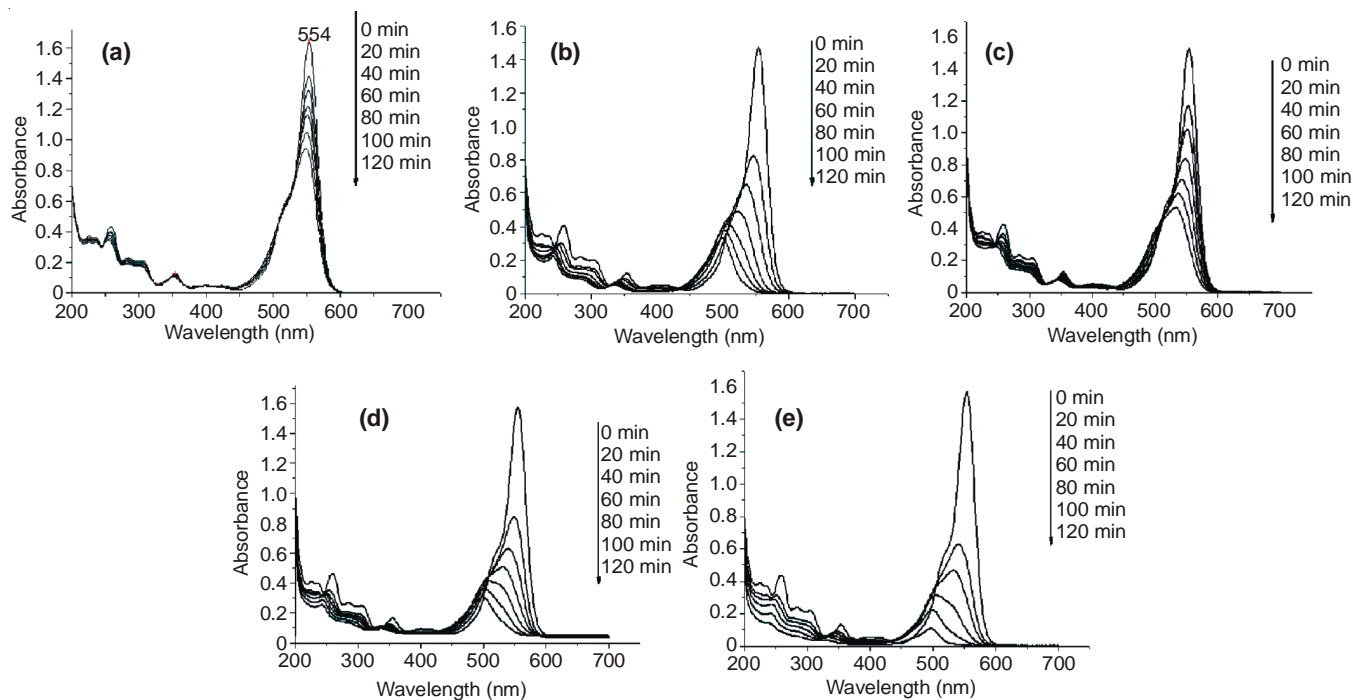 (a)
554
0 min
20 min
40 min
60 min
80 min
100 min
120 min
1.6
1.4
1.2
1.0
0.8
0.6
0.4
0.2
0
Absorbance
200 300 400 500 600 700
Wavelength (nm)
(b)
0 min
20 min
40 min
60 min
80 min
100 min
120 min
1.6
1.4
1.2
1.0
0.8
0.6
0.4
0.2
0
Absorbance
200 300 400 500 600 700
Wavelength (nm)
(c)
0 min
20 min
40 min
60 min
80 min
100 min
120 min
1.6
1.4
1.2
1.0
0.8
0.6
0.4
0.2
0
Absorbance
200 300 400 500 600 700
Wavelength (nm)
(d)
0 min
20 min
40 min
60 min
80 min
100 min
120 min
1.6
1.4
1.2
1.0
0.8
0.6
0.4
0.2
0
Absorbance
200 300 400 500 600 700
Wavelength (nm)
(e)
0 min
20 min
40 min
60 min
80 min
100 min
120 min
1.6
1.4
1.2
1.0
0.8
0.6
0.4
0.2
0
Absorbance
200 300 400 500 600 700
Wavelength (nm)